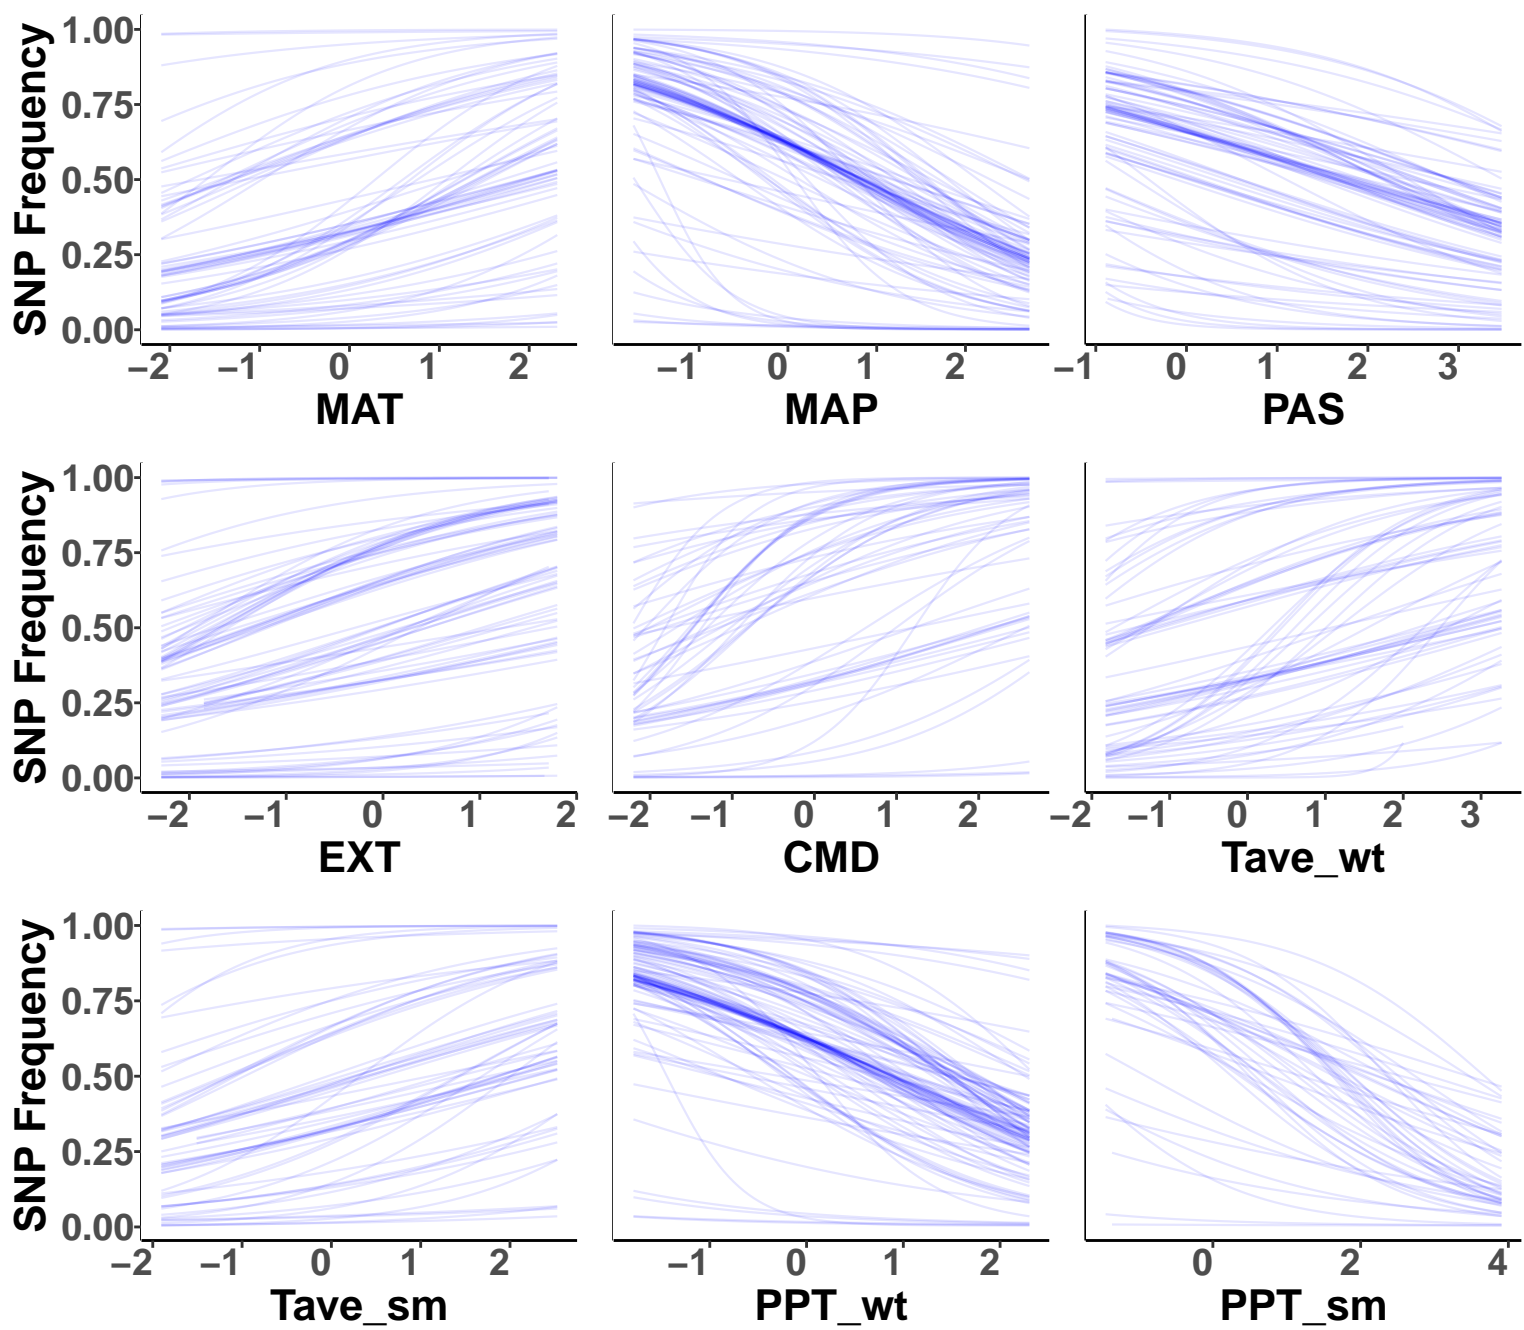 SNP Frequency
1.00
0.75
0.50
0.25
0.00
−2 −1 0 1 2
MAT
−1 0 1 2
MAP
−1 0 1 2 3
PAS
SNP Frequency
1.00
0.75
0.50
0.25
0.00
−2 −1 0 1 2
EXT
−2 −1 0 1 2
CMD
−2 −1 0 1 2 3
Tave_wt
SNP Frequency
1.00
0.75
0.50
0.25
0.00
−2 −1 0 1 2
Tave_sm
−1 0 1 2
PPT_wt
0 2 4
PPT_sm